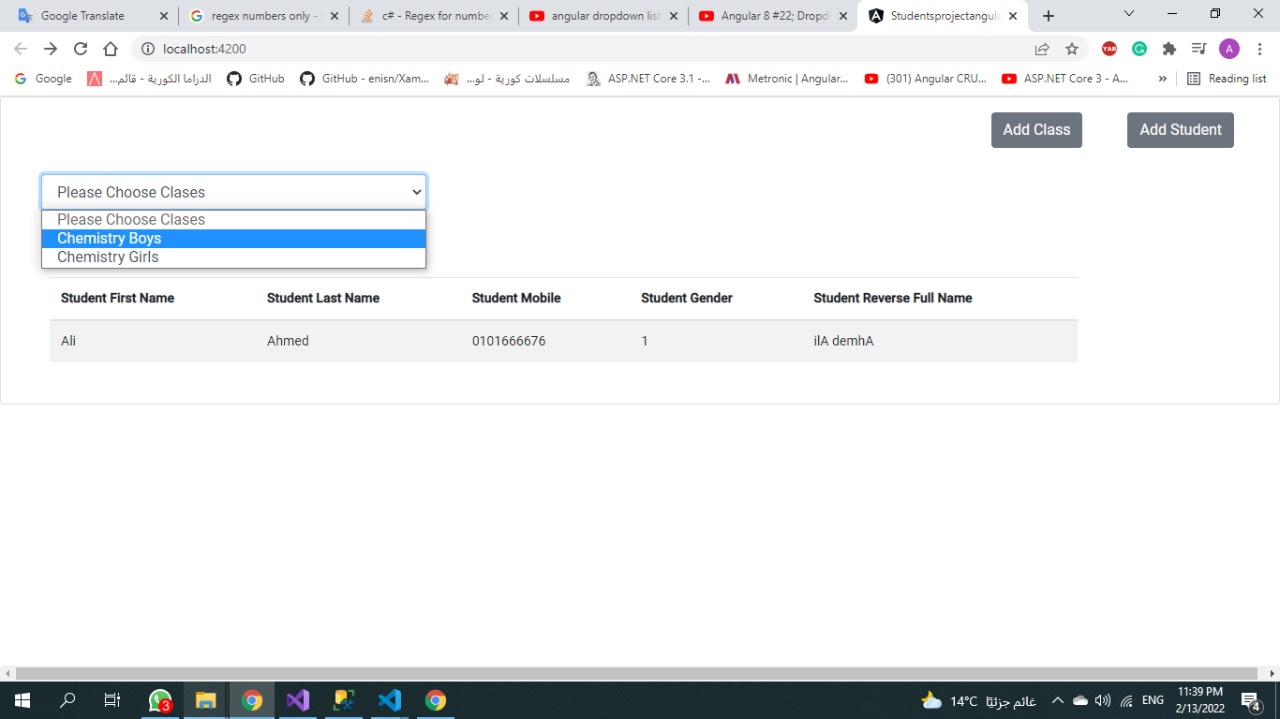 Google Translate
regex numbers only -
c# - Regex for number
angular dropdown list
Angular 8 #22; Dropd
Studentsprojectangula
localhost:4200
Google
الدراما الكورية - قائم...
GitHub
GitHub - enisn/Xam...
مسلسلات كورية - لو...
ASP.NET Core 3.1 -...
Metronic | Angular...
(301) Angular CRU...
ASP.NET Core 3 - A...
»
Reading list
Add Class
Add Student
Please Choose Clases
Please Choose Clases
Chemistry Boys
Chemistry Girls
Student First Name Student Last Name Student Mobile Student Gender Student Reverse Full Name
Ali Ahmed 0101666676 1 ilA demhA
3
14°C غائم جزئيًا
ENG
11:39 PM
2/13/2022
4